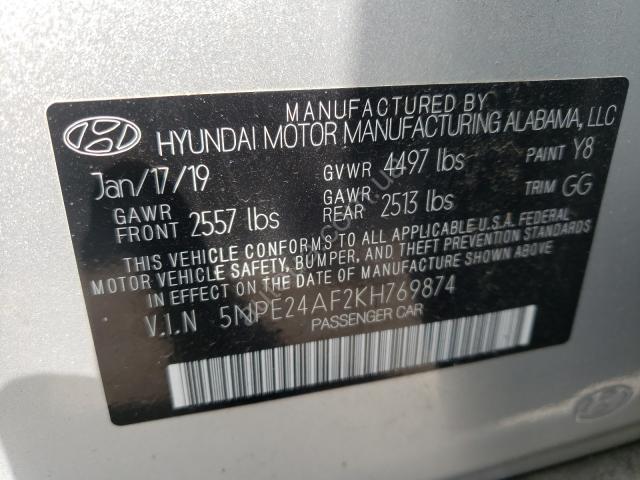 MANUFACTURED BY
HYUNDAI MOTOR MANUFACTURING ALABAMA, LLC
Jan/17/19 GVWR 4497 lbs PAINT Y8
GAWR FRONT 2557 lbs GAWR REAR 2513 lbs TRIM GG
THIS VEHICLE CONFORMS TO ALL APPLICABLE U.S.A. FEDERAL
MOTOR VEHICLE SAFETY, BUMPER, AND THEFT PREVENTION STANDARDS
IN EFFECT ON THE DATE OF MANUFACTURE SHOWN ABOVE.
V.I.N 5NPE24AF2KH769874
PASSENGER CAR